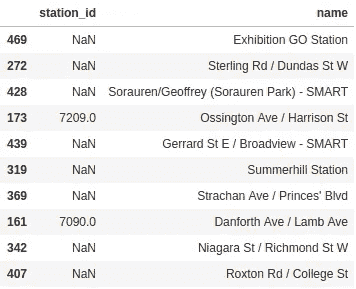 station_id name
469 NaN Exhibition GO Station
272 NaN Sterling Rd / Dundas St W
428 NaN Sorauren/Geoffrey (Sorauren Park) - SMART
173 7209.0 Ossington Ave / Harrison St
439 NaN Gerrard St E / Broadview - SMART
319 NaN Summerhill Station
369 NaN Strachan Ave / Princes' Blvd
161 7090.0 Danforth Ave / Lamb Ave
342 NaN Niagara St / Richmond St W
407 NaN Roxton Rd / College St